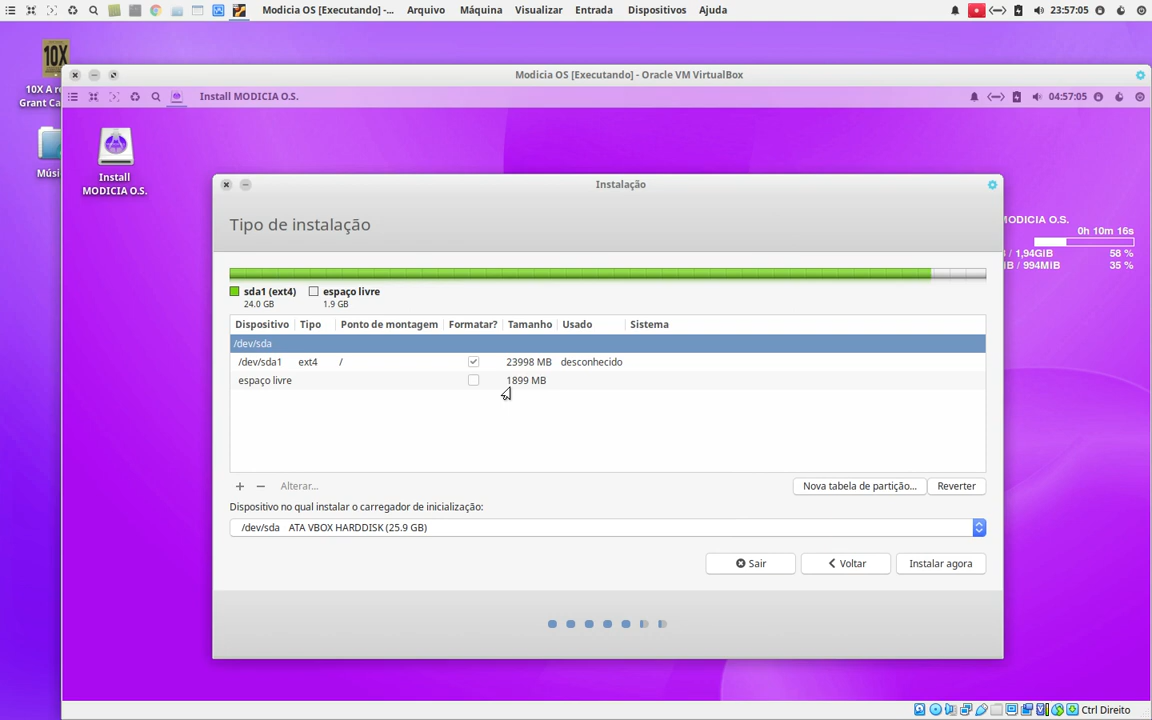 Modicia OS [Executando] -... Arquivo Máquina Visualizar Entrada Dispositivos Ajuda 23:57:05
10X
10X A r
Grant Ca
Músi
Modicia OS [Executando] - Oracle VM VirtualBox
Install MODICIA O.S. 04:57:05
Install
MODICIA O.S.
MODICIA O.S.
0h 10m 16s
/ 1,94GIB 58 %
IB / 994MIB 35 %
Instalação
Tipo de instalação
sda1 (ext4) espaço livre
24.0 GB 1.9 GB
Dispositivo Tipo Ponto de montagem Formatar? Tamanho Usado Sistema
/dev/sda
/dev/sda1 ext4 / 23998 MB desconhecido
espaço livre 1899 MB
+ − Alterar... Nova tabela de partição... Reverter
Dispositivo no qual instalar o carregador de inicialização:
/dev/sda ATA VBOX HARDDISK (25.9 GB)
Sair Voltar Instalar agora
Ctrl Direito